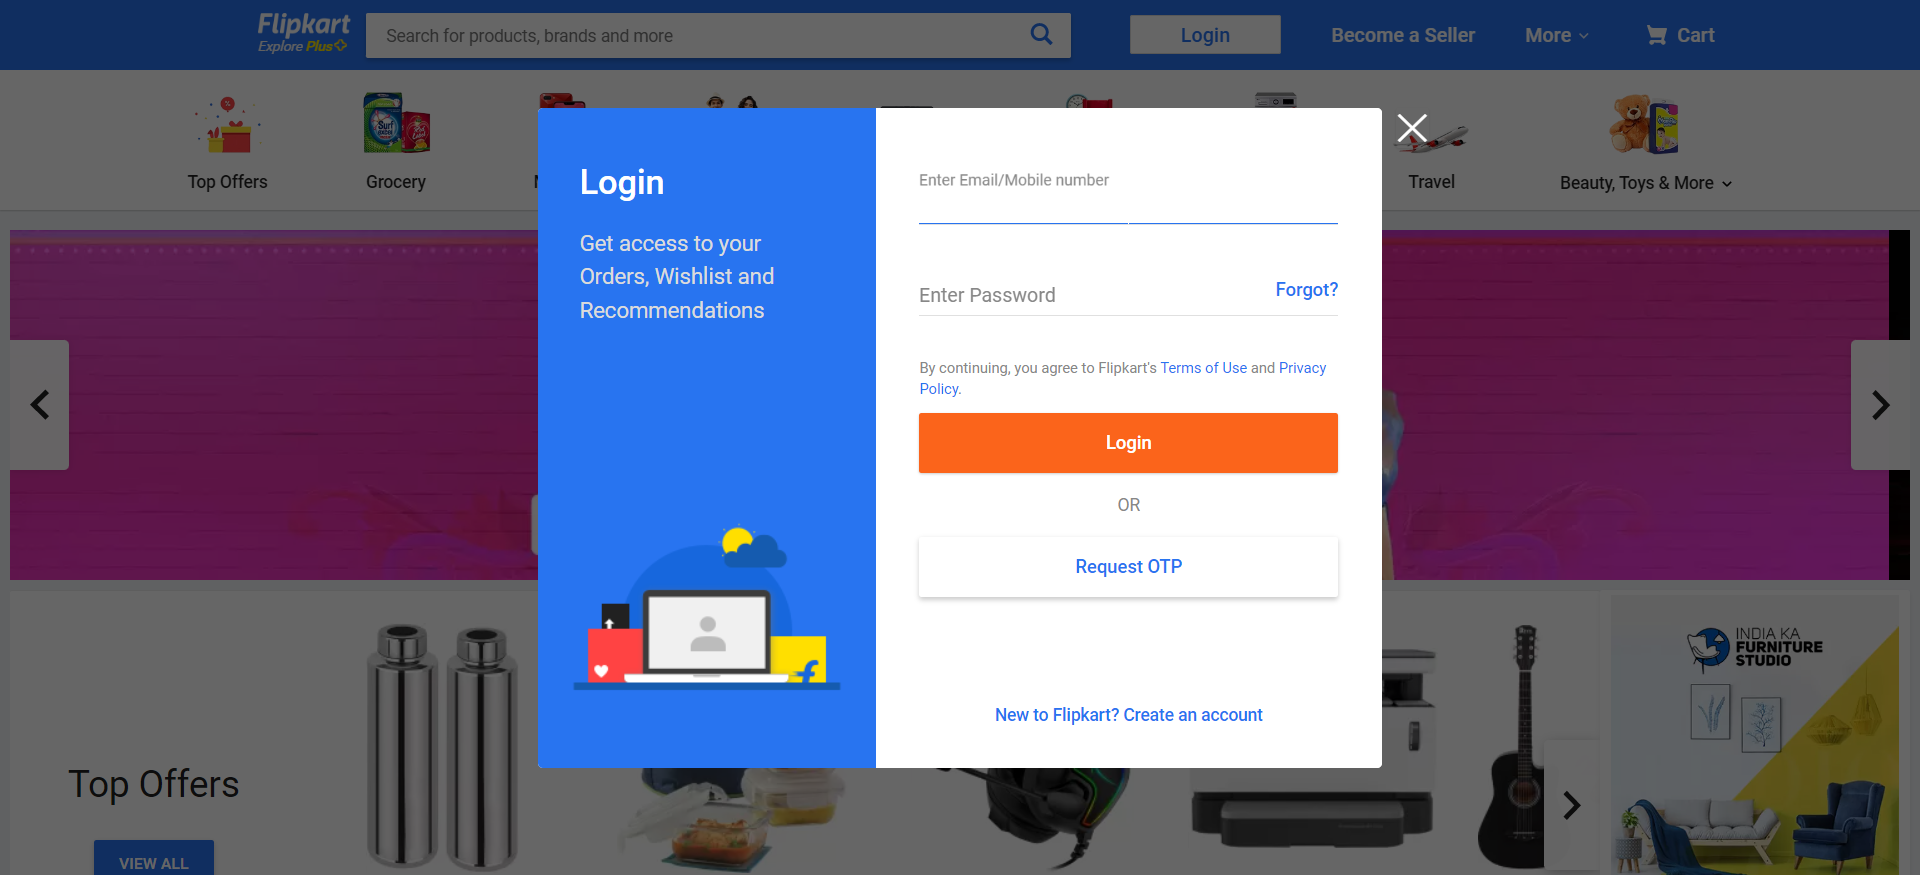 Flipkart
Explore Plus
Search for products, brands and more
Login
Become a Seller
More
Cart
Top Offers
Grocery
Travel
Beauty, Toys & More
Login
Get access to your
Orders, Wishlist and
Recommendations
Enter Email/Mobile number
Enter Password
Forgot?
By continuing, you agree to Flipkart's Terms of Use and Privacy
Policy.
Login
OR
Request OTP
New to Flipkart? Create an account
Top Offers
VIEW ALL
INDIA KA
FURNITURE
STUDIO